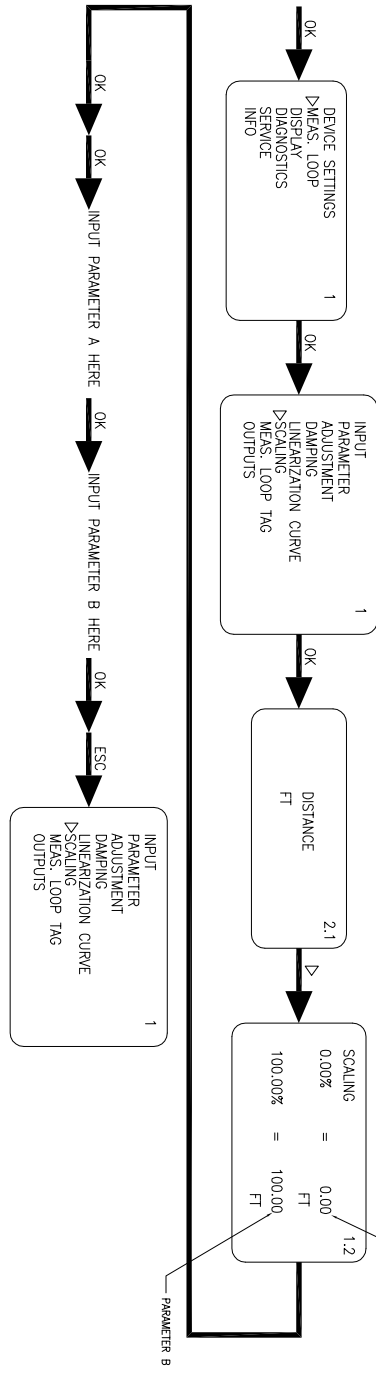 OK
DEVICE SETTINGS
▷MEAS. LOOP
DISPLAY
DIAGNOSTICS
SERVICE
INFO
1
OK
INPUT
PARAMETER
ADJUSTMENT
DAMPING
LINEARIZATION CURVE
▷SCALING
MEAS. LOOP TAG
OUTPUTS
1
OK
DISTANCE
FT
2.1
▷
SCALING
1.2
0.00% = 0.00
FT
100.00% = 100.00
FT
PARAMETER B
OK
OK
INPUT PARAMETER A HERE
OK
INPUT PARAMETER B HERE
OK
ESC
INPUT
PARAMETER
ADJUSTMENT
DAMPING
LINEARIZATION CURVE
▷SCALING
MEAS. LOOP TAG
OUTPUTS
1